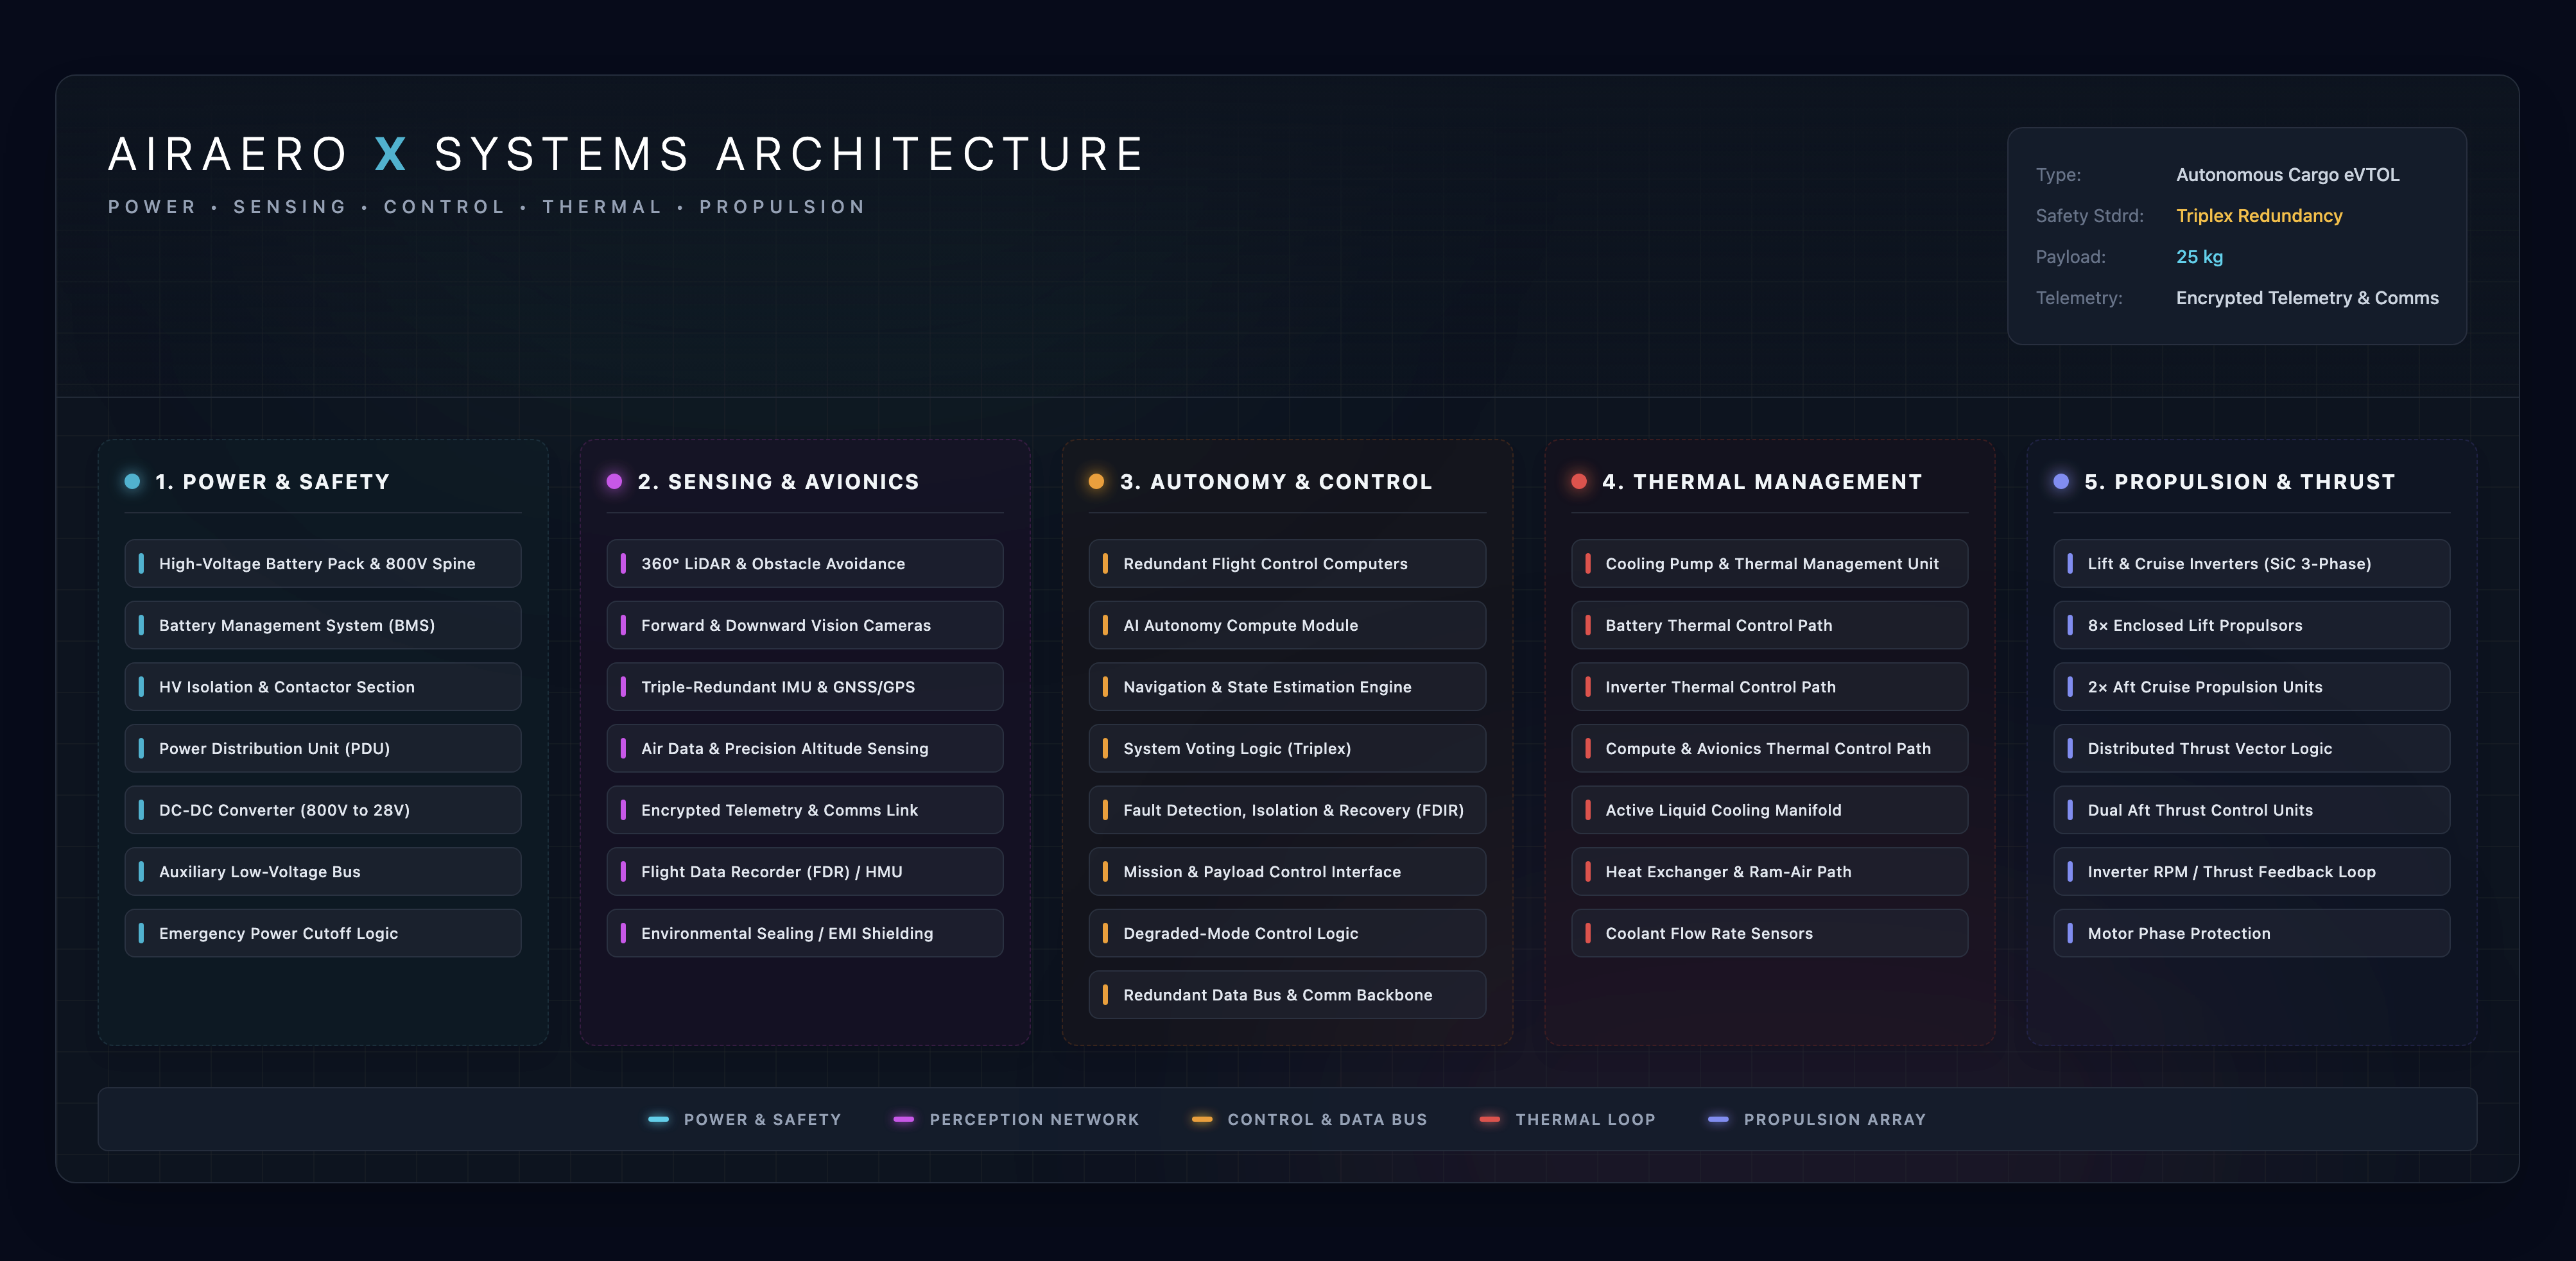 AIRAERO X SYSTEMS ARCHITECTURE
POWER • SENSING • CONTROL • THERMAL • PROPULSION
Type: Autonomous Cargo eVTOL
Safety Stdrd: Triplex Redundancy
Payload: 25 kg
Telemetry: Encrypted Telemetry & Comms
1. POWER & SAFETY
High-Voltage Battery Pack & 800V Spine
Battery Management System (BMS)
HV Isolation & Contactor Section
Power Distribution Unit (PDU)
DC-DC Converter (800V to 28V)
Auxiliary Low-Voltage Bus
Emergency Power Cutoff Logic
2. SENSING & AVIONICS
360° LiDAR & Obstacle Avoidance
Forward & Downward Vision Cameras
Triple-Redundant IMU & GNSS/GPS
Air Data & Precision Altitude Sensing
Encrypted Telemetry & Comms Link
Flight Data Recorder (FDR) / HMU
Environmental Sealing / EMI Shielding
3. AUTONOMY & CONTROL
Redundant Flight Control Computers
AI Autonomy Compute Module
Navigation & State Estimation Engine
System Voting Logic (Triplex)
Fault Detection, Isolation & Recovery (FDIR)
Mission & Payload Control Interface
Degraded-Mode Control Logic
Redundant Data Bus & Comm Backbone
4. THERMAL MANAGEMENT
Cooling Pump & Thermal Management Unit
Battery Thermal Control Path
Inverter Thermal Control Path
Compute & Avionics Thermal Control Path
Active Liquid Cooling Manifold
Heat Exchanger & Ram-Air Path
Coolant Flow Rate Sensors
5. PROPULSION & THRUST
Lift & Cruise Inverters (SiC 3-Phase)
8× Enclosed Lift Propulsors
2× Aft Cruise Propulsion Units
Distributed Thrust Vector Logic
Dual Aft Thrust Control Units
Inverter RPM / Thrust Feedback Loop
Motor Phase Protection
POWER & SAFETY PERCEPTION NETWORK CONTROL & DATA BUS THERMAL LOOP PROPULSION ARRAY